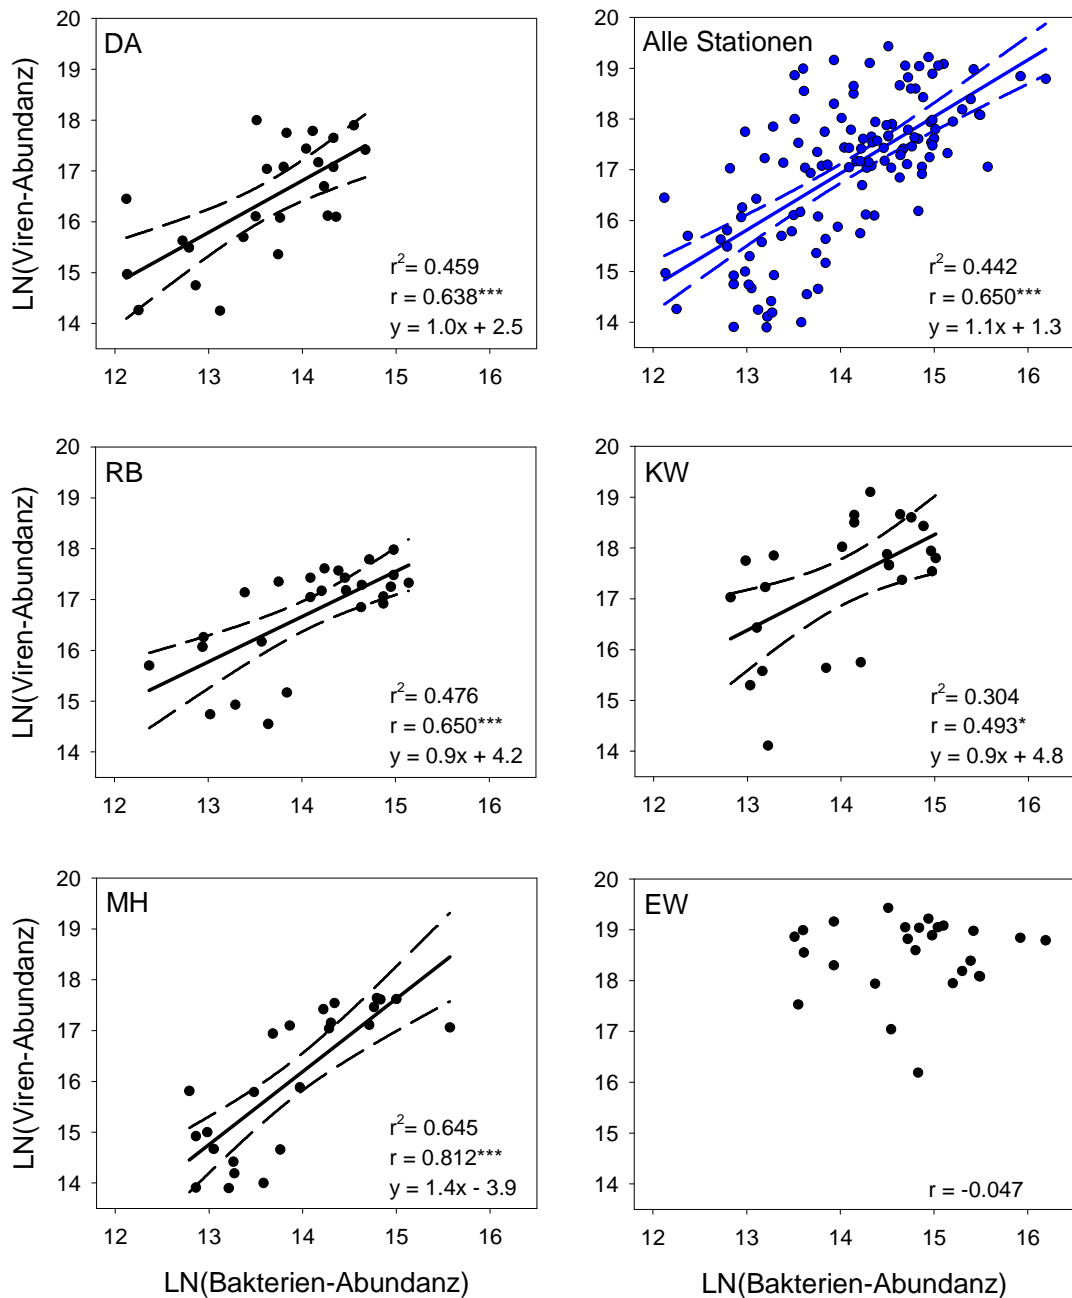 DA
LN(Viren-Abundanz)
20
19
18
17
16
15
14
r²= 0.459
r = 0.638***
y = 1.0x + 2.5
12 13 14 15 16
Alle Stationen
20
19
18
17
16
15
14
r²= 0.442
r = 0.650***
y = 1.1x + 1.3
12 13 14 15 16
RB
LN(Viren-Abundanz)
20
19
18
17
16
15
14
r²= 0.476
r = 0.650***
y = 0.9x + 4.2
12 13 14 15 16
KW
20
19
18
17
16
15
14
r²= 0.304
r = 0.493*
y = 0.9x + 4.8
12 13 14 15 16
MH
LN(Viren-Abundanz)
20
19
18
17
16
15
14
r²= 0.645
r = 0.812***
y = 1.4x - 3.9
12 13 14 15 16
LN(Bakterien-Abundanz)
EW
20
19
18
17
16
15
14
r = -0.047
12 13 14 15 16
LN(Bakterien-Abundanz)